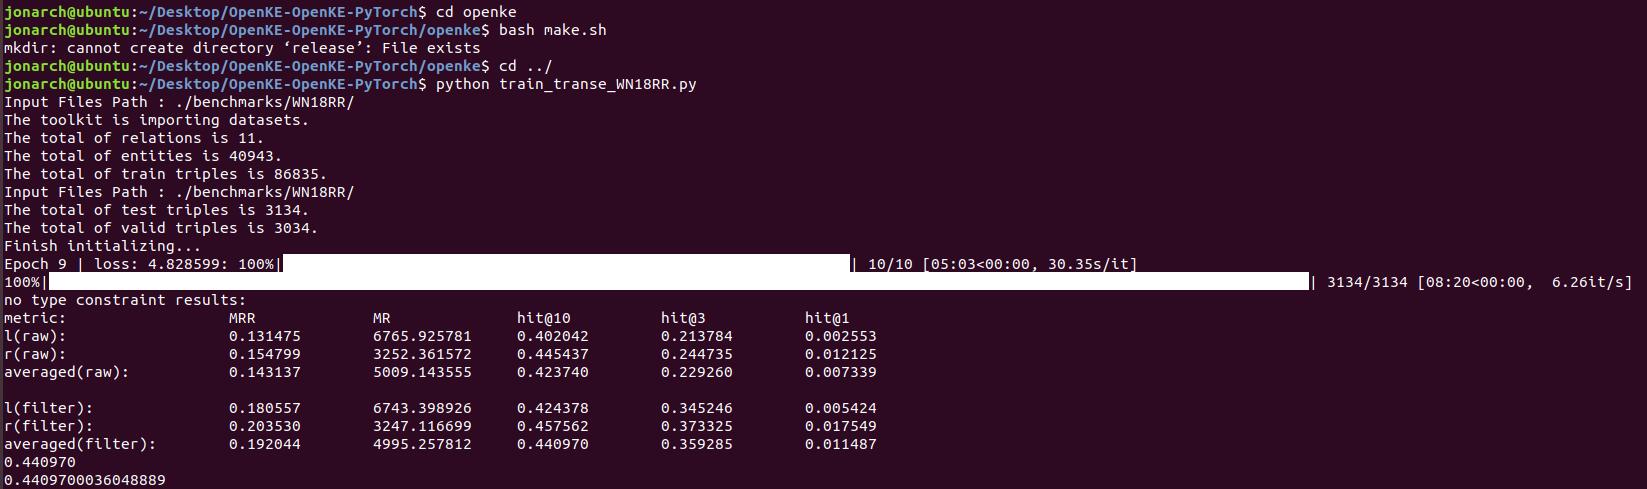 jonarch@ubuntu:~/Desktop/OpenKE-OpenKE-PyTorch$ cd openke
jonarch@ubuntu:~/Desktop/OpenKE-OpenKE-PyTorch/openke$ bash make.sh
mkdir: cannot create directory ‘release’: File exists
jonarch@ubuntu:~/Desktop/OpenKE-OpenKE-PyTorch/openke$ cd ../
jonarch@ubuntu:~/Desktop/OpenKE-OpenKE-PyTorch$ python train_transe_WN18RR.py
Input Files Path : ./benchmarks/WN18RR/
The toolkit is importing datasets.
The total of relations is 11.
The total of entities is 40943.
The total of train triples is 86835.
Input Files Path : ./benchmarks/WN18RR/
The total of test triples is 3134.
The total of valid triples is 3034.
Finish initializing...
Epoch 9 | loss: 4.828599: 100%| | 10/10 [05:03<00:00, 30.35s/it]
100%| | 3134/3134 [08:20<00:00,  6.26it/s]
no type constraint results:
metric: MRR MR hit@10 hit@3 hit@1
l(raw): 0.131475 6765.925781 0.402042 0.213784 0.002553
r(raw): 0.154799 3252.361572 0.445437 0.244735 0.012125
averaged(raw): 0.143137 5009.143555 0.423740 0.229260 0.007339
l(filter): 0.180557 6743.398926 0.424378 0.345246 0.005424
r(filter): 0.203530 3247.116699 0.457562 0.373325 0.017549
averaged(filter): 0.192044 4995.257812 0.440970 0.359285 0.011487
0.440970
0.4409700036048889